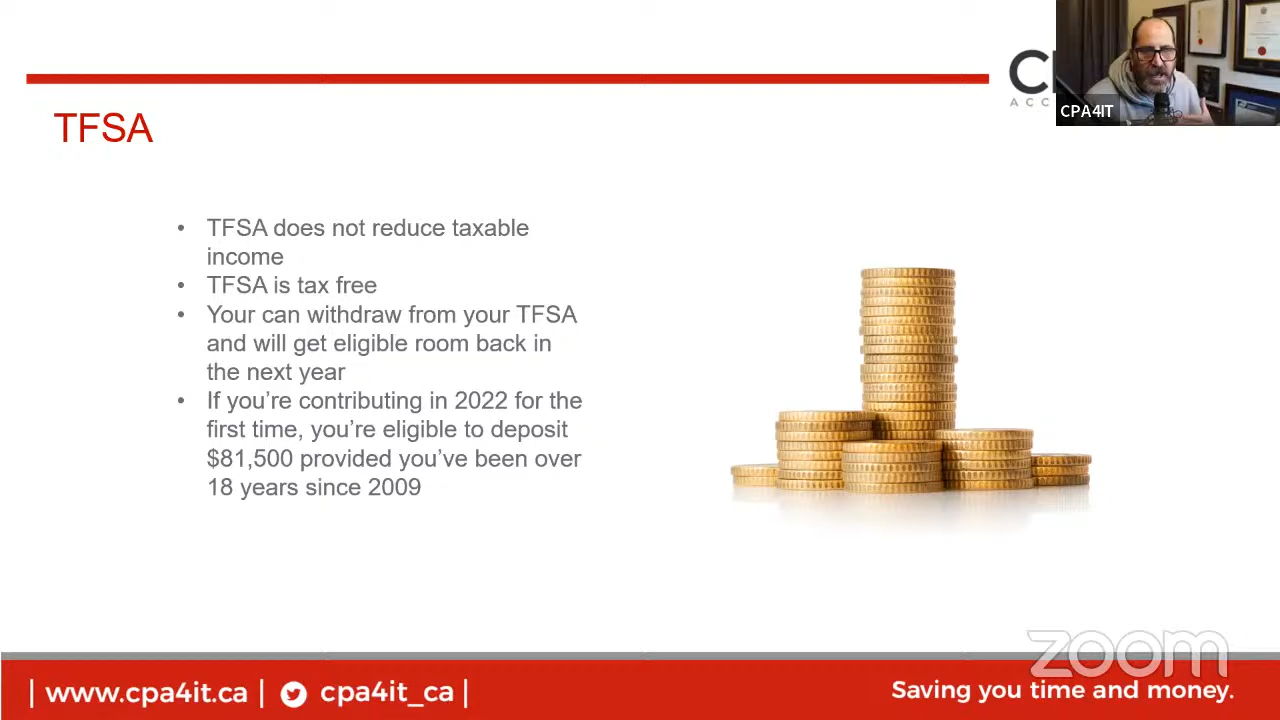 CPA4IT
TFSA
• TFSA does not reduce taxable
income
• TFSA is tax free
• Your can withdraw from your TFSA
and will get eligible room back in
the next year
• If you’re contributing in 2022 for the
first time, you’re eligible to deposit
$81,500 provided you’ve been over
18 years since 2009
zoom
| www.cpa4it.ca | cpa4it_ca |
Saving you time and money.